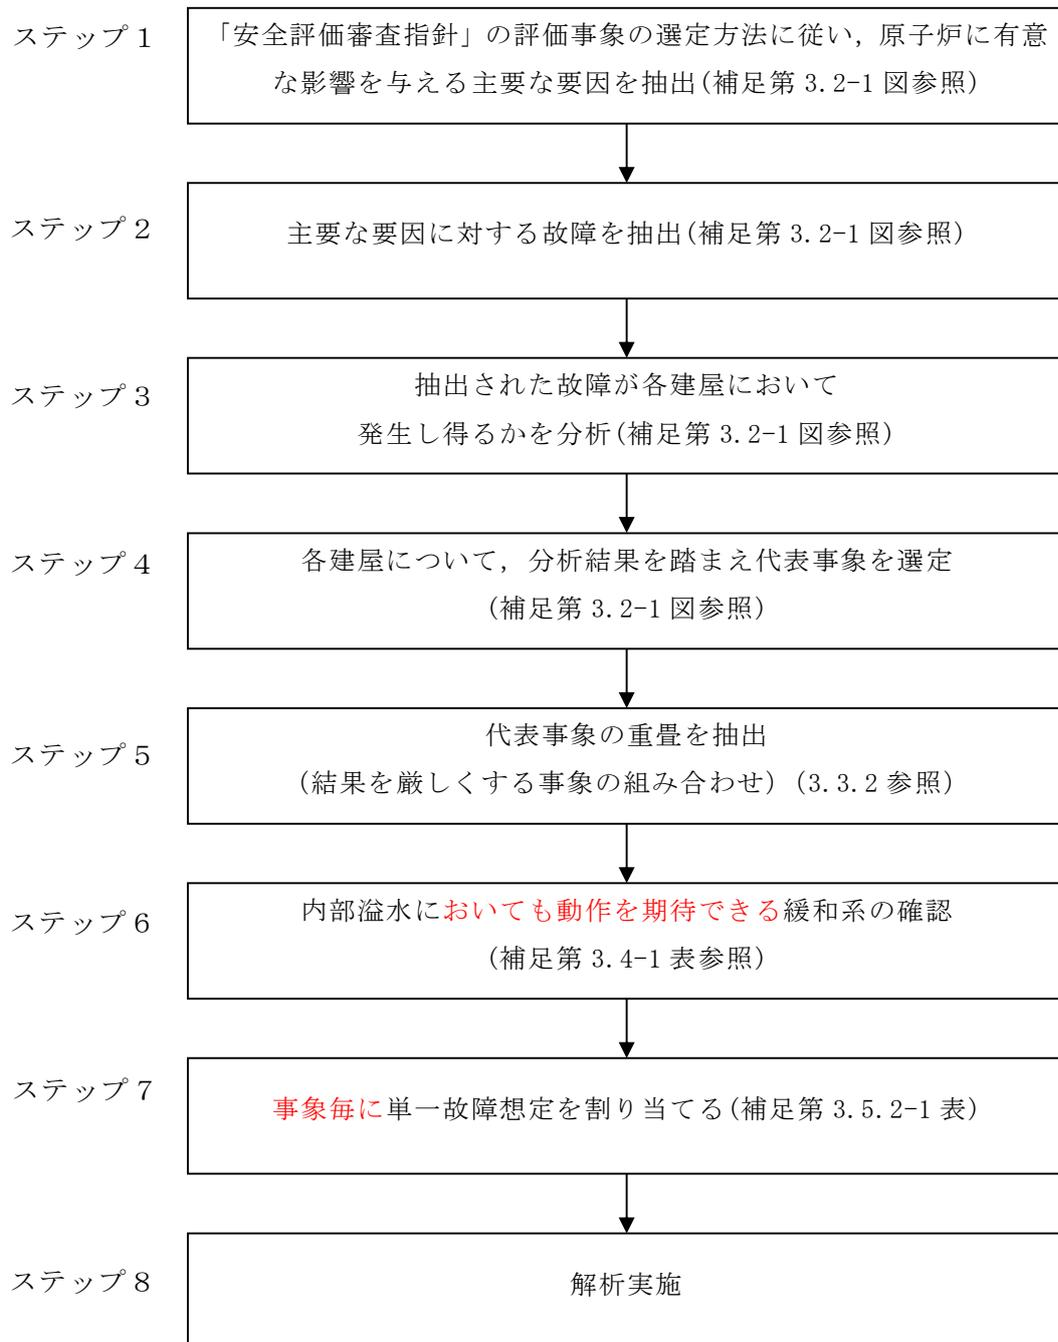 ステップ1
「安全評価審査指針」の評価事象の選定方法に従い，原子炉に有意
な影響を与える主要な要因を抽出(補足第 3.2-1 図参照)
ステップ2
主要な要因に対する故障を抽出(補足第 3.2-1 図参照)
ステップ3
抽出された故障が各建屋において
発生し得るかを分析(補足第 3.2-1 図参照)
ステップ4
各建屋について，分析結果を踏まえ代表事象を選定
(補足第 3.2-1 図参照)
ステップ5
代表事象の重畳を抽出
(結果を厳しくする事象の組み合わせ) (3.3.2 参照)
ステップ6
内部溢水においても動作を期待できる緩和系の確認
(補足第 3.4-1 表参照)
ステップ7
事象毎に単一故障想定を割り当てる(補足第 3.5.2-1 表)
ステップ8
解析実施